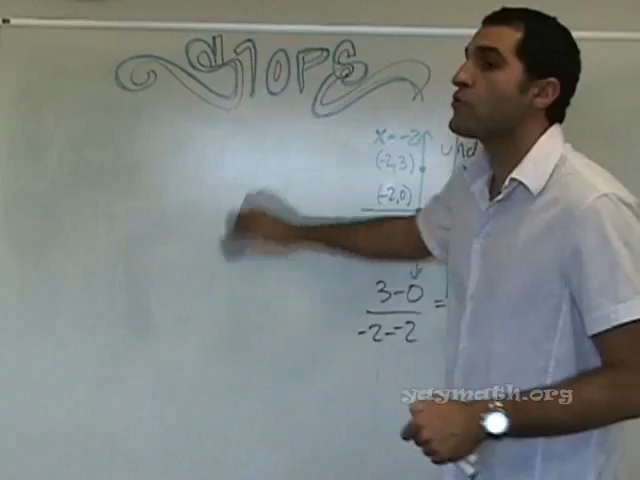 slope
x=-2
(-2,3)
(-2,0)
und
3-0
-2--2
=
yaymath.org